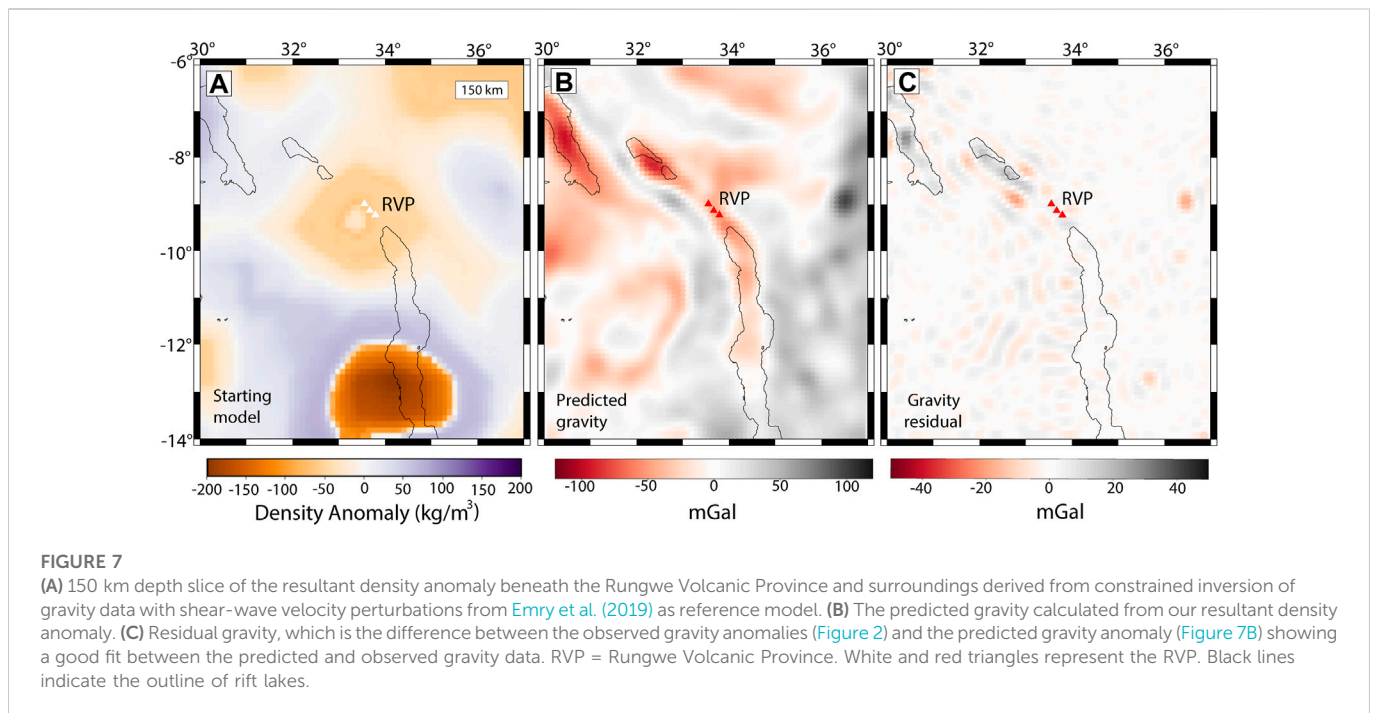 30° 32° 34° 36° 30° 32° 34° 36° 30° 32° 34° 36°
-6°
-8°
-10°
-12°
-14°
A
150 km
RVP
Starting
model
B
RVP
Predicted
gravity
C
RVP
Gravity
residual
-200 -150 -100 -50 0 50 100 150 200
Density Anomaly (kg/m³)
-100 -50 0 50 100
mGal
-40 -20 0 20 40
mGal
FIGURE 7
(A) 150 km depth slice of the resultant density anomaly beneath the Rungwe Volcanic Province and surroundings derived from constrained inversion of
gravity data with shear-wave velocity perturbations from Emry et al. (2019) as reference model. (B) The predicted gravity calculated from our resultant density
anomaly. (C) Residual gravity, which is the difference between the observed gravity anomalies (Figure 2) and the predicted gravity anomaly (Figure 7B) showing
a good fit between the predicted and observed gravity data. RVP = Rungwe Volcanic Province. White and red triangles represent the RVP. Black lines
indicate the outline of rift lakes.